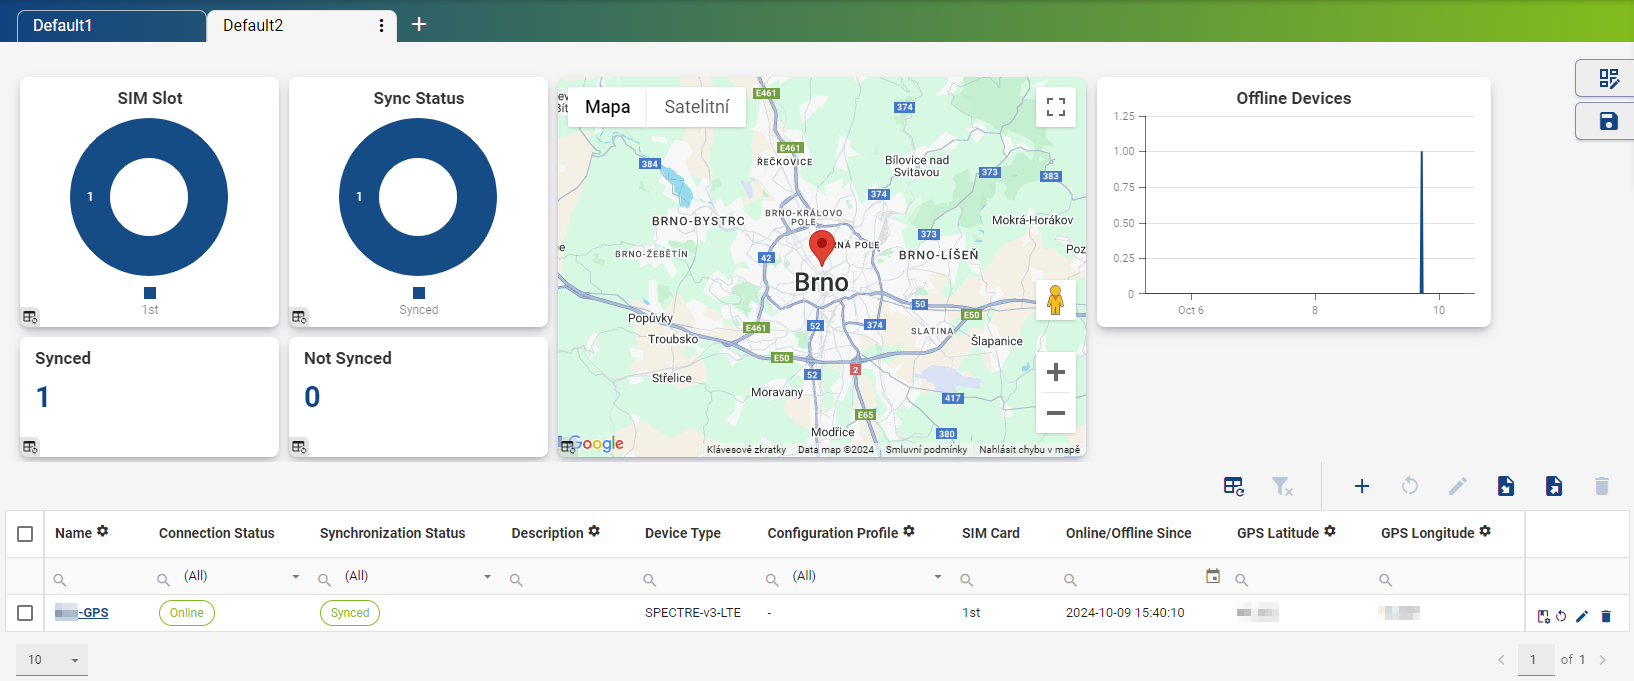 Default1
Default2
SIM Slot
1
1st
Sync Status
1
Synced
Synced
1
Not Synced
0
Mapa
Satelitní
E461
374
E461
ŘEČKOVICE
384
Bílovice nad
Svitavou
373
383
374
BRNO-BYSTRC
BRNO-KRÁLOVO
POLE
Mokrá-Horákov
373
RNÁ POLE
BRNO-ŽEBĚTÍN
42
BRNO-LÍŠEŇ
Poz
Brno
50
E50
Popůvky
E461
52
374
SLATINA
Troubsko
Šlapanice
E50
2
Střelice
52
Moravany
417
E65
Modřice
380
Google
Klávesové zkratky
Data map ©2024
Smluvní podmínky
Nahlásit chybu v mapě
Offline Devices
1.25
1.00
0.75
0.50
0.25
0
Oct 6
8
10
Name
Connection Status
Synchronization Status
Description
Device Type
Configuration Profile
SIM Card
Online/Offline Since
GPS Latitude
GPS Longitude
(All)
(All)
(All)
-GPS
Online
Synced
SPECTRE-v3-LTE
-
1st
2024-10-09 15:40:10
10
1
of 1